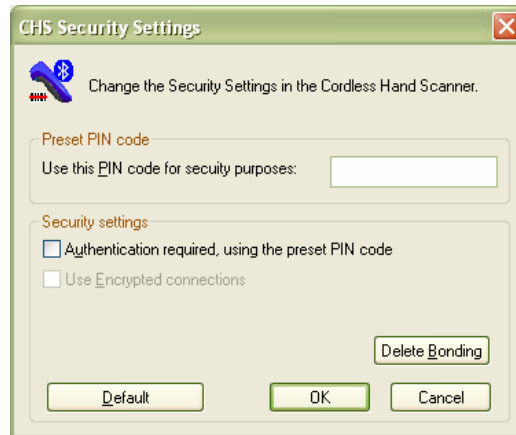 CHS Security Settings
Change the Security Settings in the Cordless Hand Scanner.
Preset PIN code
Use this PIN code for secuity purposes:
Security settings
Authentication required, using the preset PIN code
Use Encrypted connections
Delete Bonding
Default OK Cancel